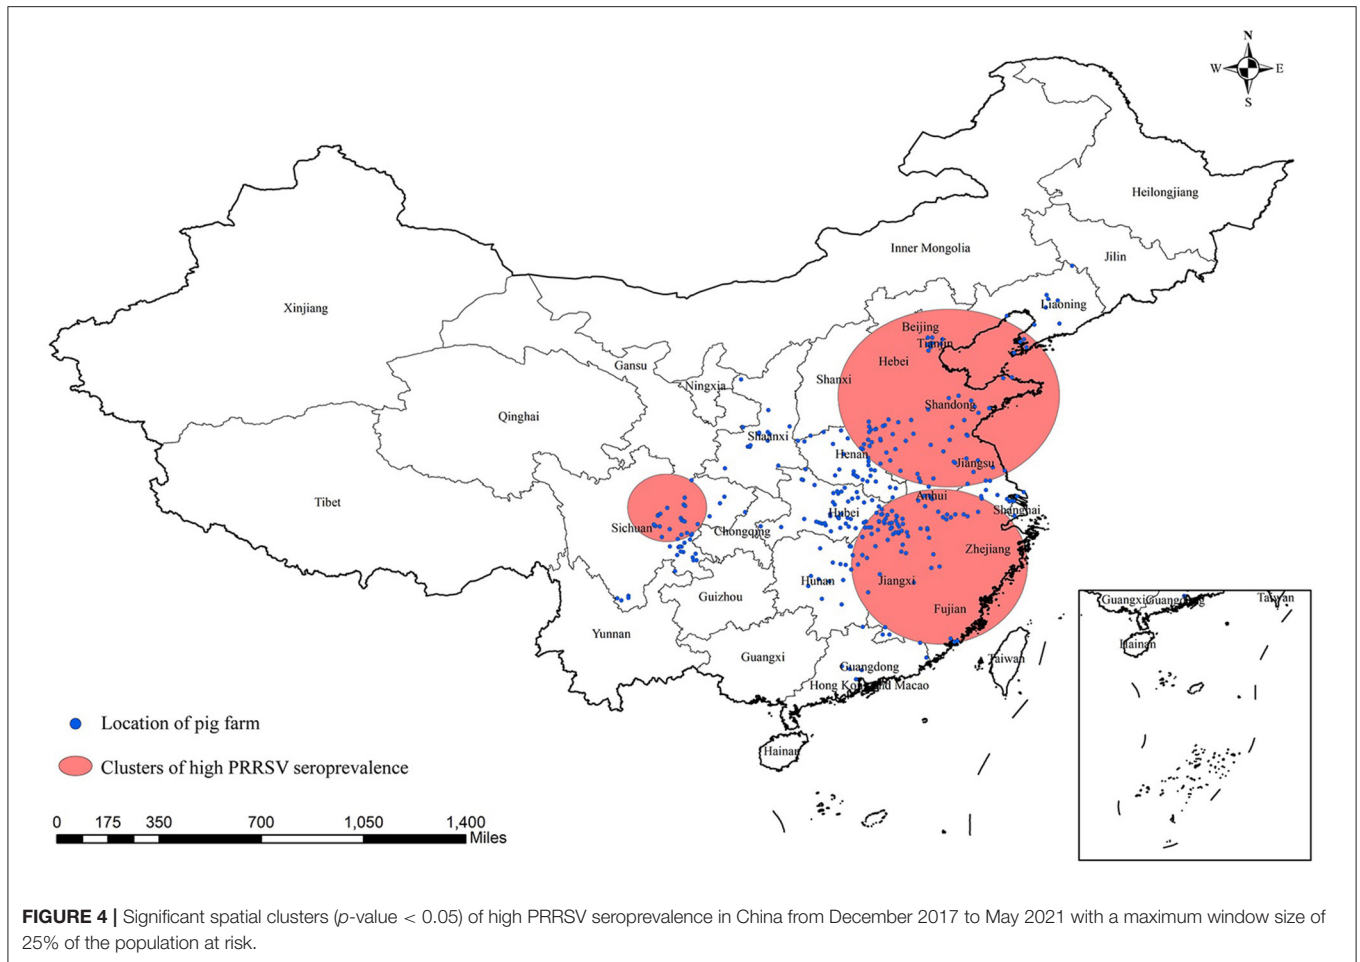 N
W E
S
Heilongjiang
Inner Mongolia
Jilin
Xinjiang
Liaoning
Beijing
Tianjin
Hebei
Gansu
Shanxi
Ningxia
Shandong
Qinghai
Shaanxi
Henan
Jiangsu
Tibet
Anhui
Shanghai
Hubei
Sichuan
Chongqing
Zhejiang
Hunan
Jiangxi
Guizhou
Fujian
Yunnan
Guangxi
Taiwan
Guangdong
Hong Kong and Macao
Hainan
Guangxi Guangdong Taiwan
Hainan
Location of pig farm
Clusters of high PRRSV seroprevalence
0 175 350 700 1,050 1,400
Miles
FIGURE 4 | Significant spatial clusters (p-value < 0.05) of high PRRSV seroprevalence in China from December 2017 to May 2021 with a maximum window size of
25% of the population at risk.